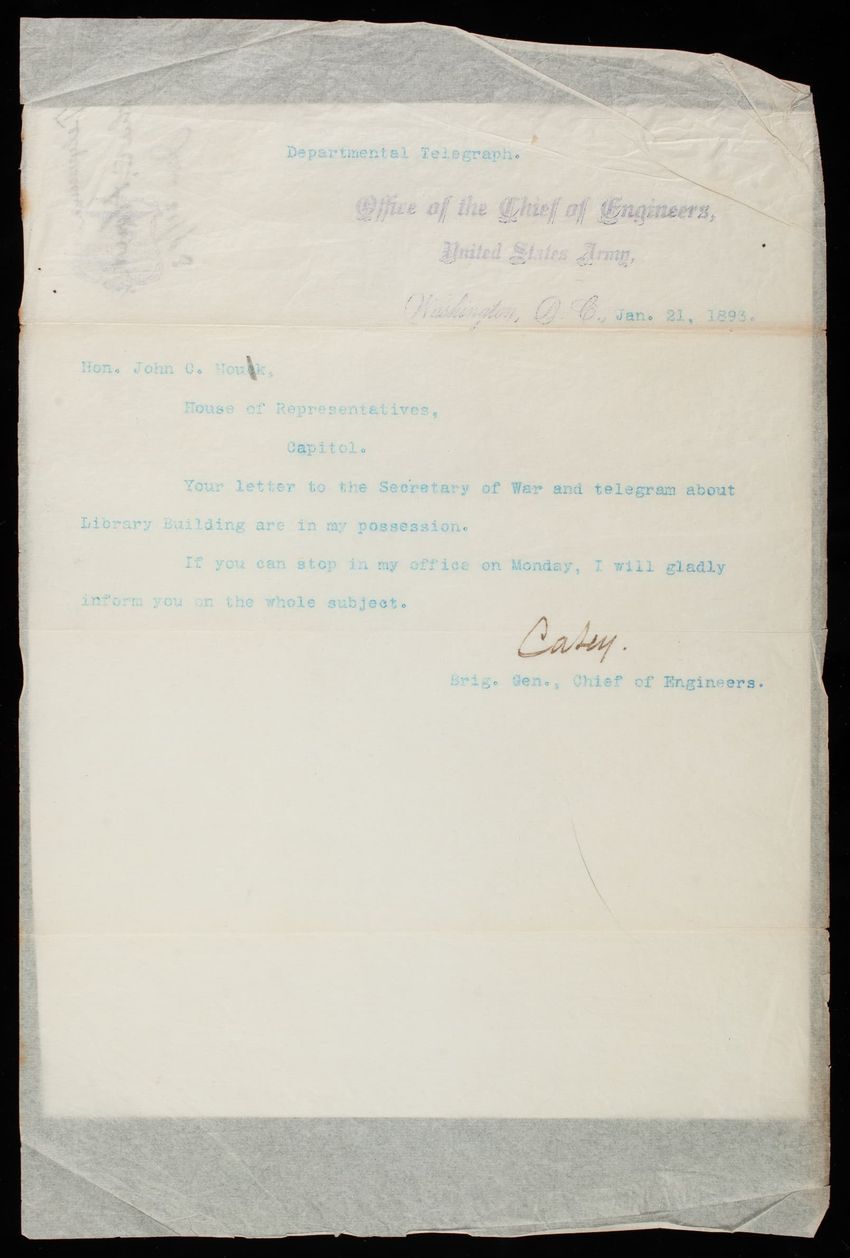 Departmental Telegraph.
Office of the Chief of Engineers,
United States Army,
Washington, D. C., Jan. 21, 1893.
Hon. John C. Houk,
House of Representatives,
Capitol.
Your letter to the Secretary of War and telegram about
Library Building are in my possession.
If you can stop in my office on Monday, I will gladly
inform you on the whole subject.
Casey.
Brig. Gen., Chief of Engineers.